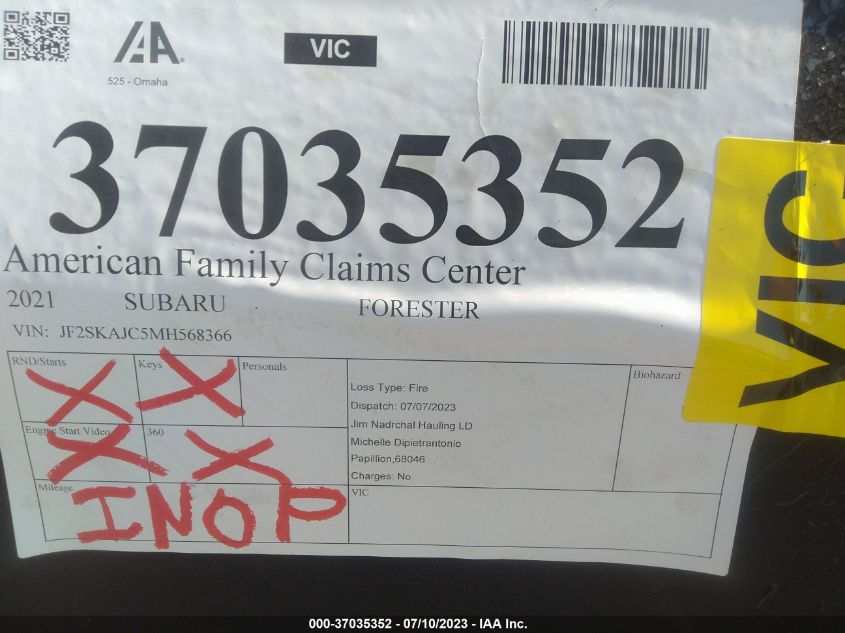 IAA
VIC
525 - Omaha
37035352
American Family Claims Center
2021 SUBARU FORESTER
VIN: JF2SKAJC5MH568366
VIC
RND/Starts Keys Personals
X X
Loss Type: Fire
Biohazard
Dispatch: 07/07/2023
Jim Nadrchal Hauling LD
Engine Start Video 360
X X
Michelle Dipietrantonio
Papillion,68046
Charges: No
Mileage
INOP
VIC
000-37035352 - 07/10/2023 - IAA Inc.